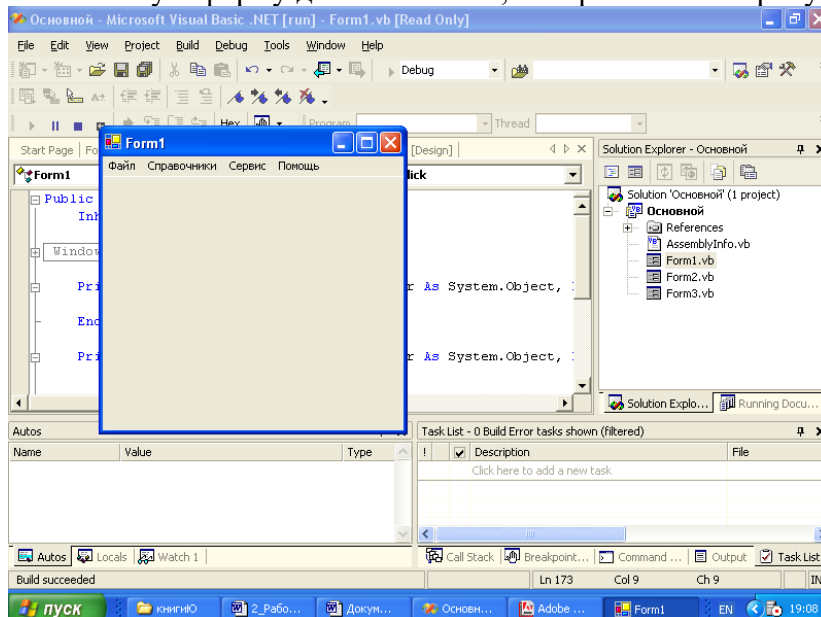 Основной - Microsoft Visual Basic .NET [run] - Form1.vb [Read Only]
File Edit View Project Build Debug Tools Window Help
Debug
Hex Program Thread
Form1
Start Page Fo [Design]
Файл Справочники Сервис Помощь
Form1 lick
Public
Inh
Window
Pri r As System.Object,
End
Pri r As System.Object,
Solution Explorer - Основной
Solution 'Основной' (1 project)
Основной
References
AssemblyInfo.vb
Form1.vb
Form2.vb
Form3.vb
Solution Explo... Running Docu...
Autos
Name Value Type
Task List - 0 Build Error tasks shown (filtered)
! Description File
Click here to add a new task
Autos Locals Watch 1
Call Stack Breakpoint... Command ... Output Task List
Build succeeded Ln 173 Col 9 Ch 9 IN
пуск книгиЮ 2_Рабо... Докум... Основн... Adobe ... Form1 EN 19:08